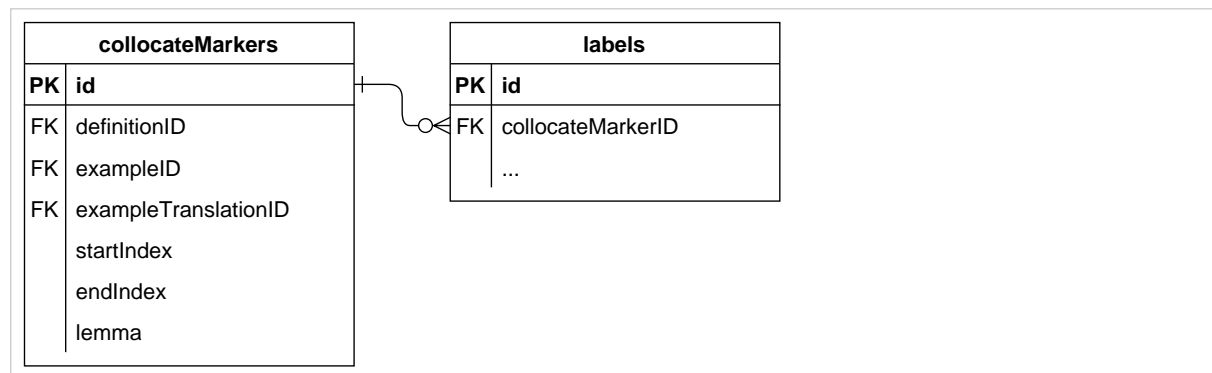 collocateMarkers
PK id
FK definitionID
FK exampleID
FK exampleTranslationID
startIndex
endIndex
lemma
labels
PK id
FK collocateMarkerID
...